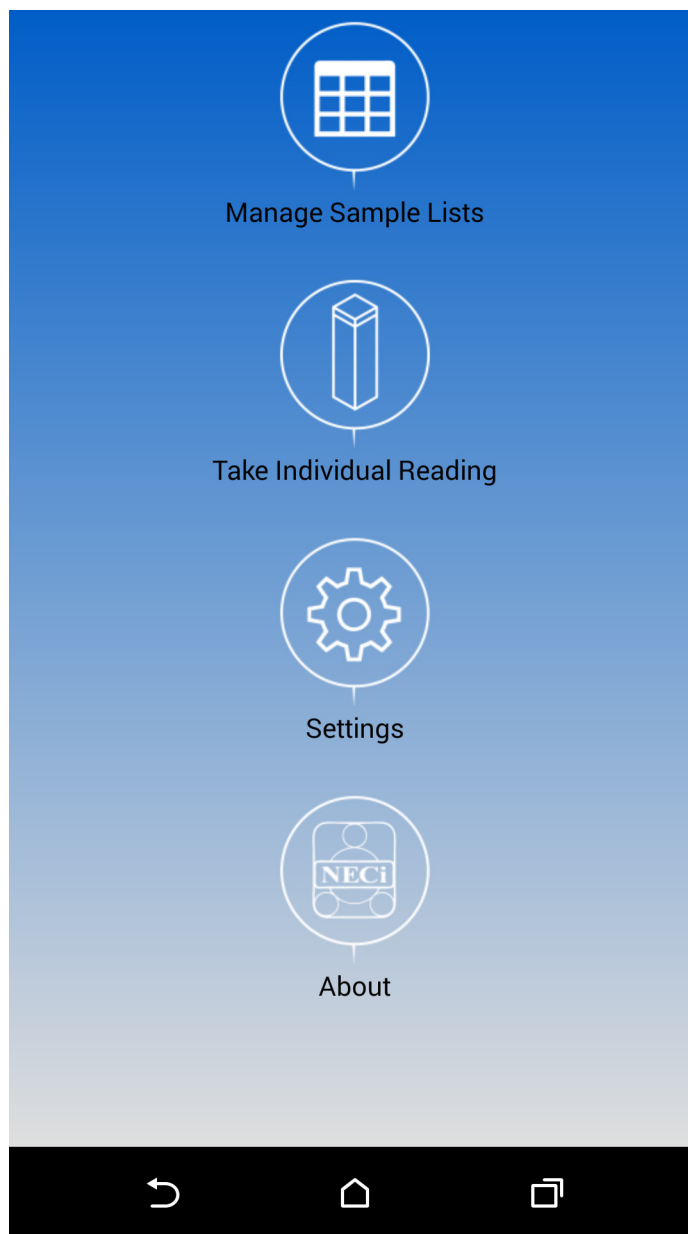 Manage Sample Lists
Take Individual Reading
Settings
NECi
About